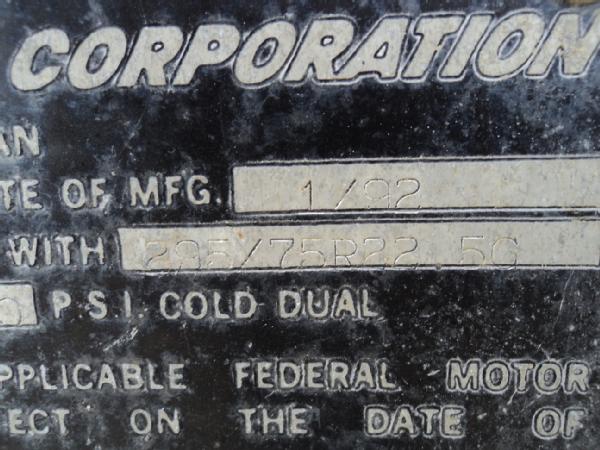 CORPORATION
AN
TE OF MFG. 1/92
WITH 295/75R22.5G
0 P.S.I. COLD DUAL
PPLICABLE FEDERAL MOTOR
ECT ON THE DATE OF